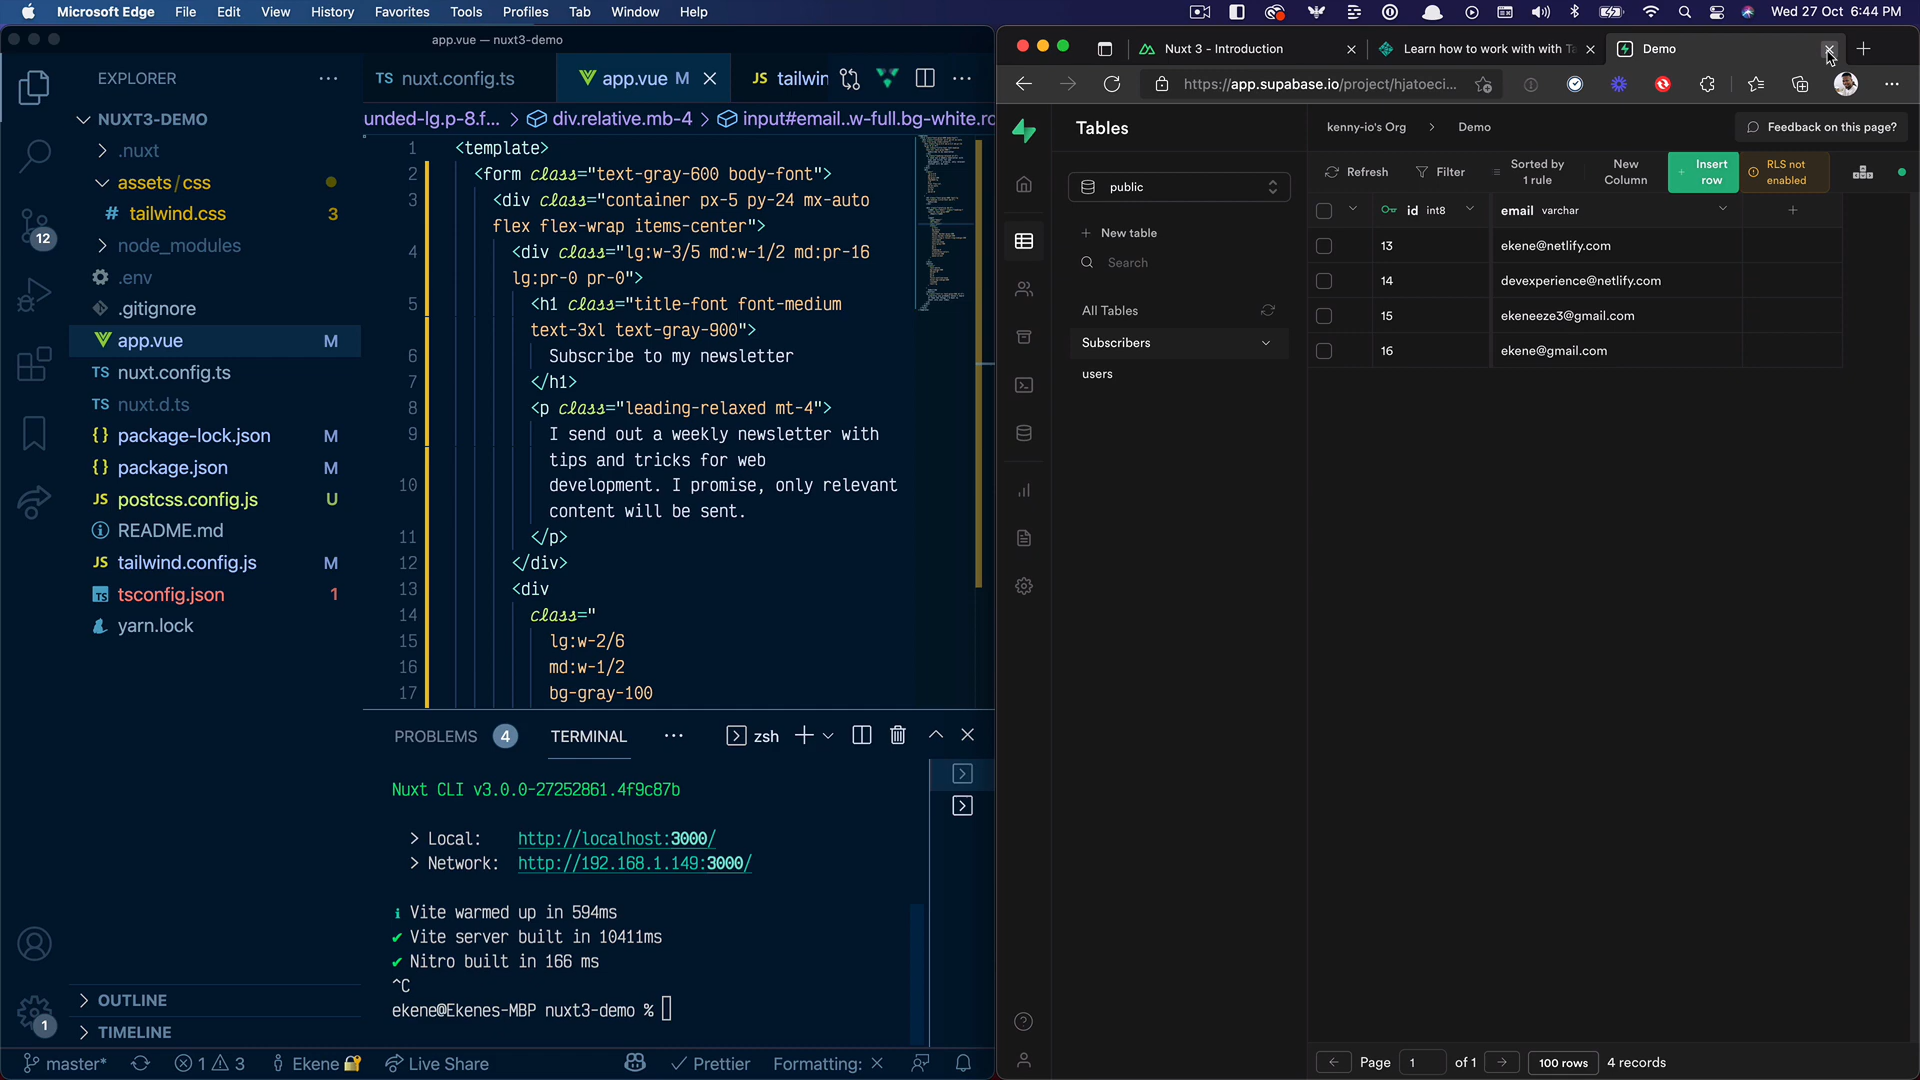 Microsoft Edge File Edit View History Favorites Tools Profiles Tab Window Help
Wed 27 Oct 6:44 PM
app.vue — nuxt3-demo
EXPLORER
NUXT3-DEMO
.nuxt
assets/css
tailwind.css 3
node_modules
.env
.gitignore
app.vue M
TS nuxt.config.ts
TS nuxt.d.ts
{} package-lock.json M
{} package.json M
JS postcss.config.js U
README.md
JS tailwind.config.js M
TS tsconfig.json 1
yarn.lock
12
1
OUTLINE
TIMELINE
TS nuxt.config.ts
app.vue M
JS tailwin
unded-lg.p-8.f... > div.relative.mb-4 > input#email..w-full.bg-white.ro
1 <template>
2 <form class="text-gray-600 body-font">
3 <div class="container px-5 py-24 mx-auto
flex flex-wrap items-center">
4 <div class="lg:w-3/5 md:w-1/2 md:pr-16
lg:pr-0 pr-0">
5 <h1 class="title-font font-medium
text-3xl text-gray-900">
6 Subscribe to my newsletter
7 </h1>
8 <p class="leading-relaxed mt-4">
9 I send out a weekly newsletter with
tips and tricks for web
10 development. I promise, only relevant
content will be sent.
11 </p>
12 </div>
13 <div
14 class="
15 lg:w-2/6
16 md:w-1/2
17 bg-gray-100
PROBLEMS 4 TERMINAL ... zsh
Nuxt CLI v3.0.0-27252861.4f9c87b
> Local: http://localhost:3000/
> Network: http://192.168.1.149:3000/
i Vite warmed up in 594ms
✔ Vite server built in 10411ms
✔ Nitro built in 166 ms
^C
ekene@Ekenes-MBP nuxt3-demo %
master* 1 3 Ekene 🔐 Live Share Prettier Formatting: ×
Nuxt 3 - Introduction
Learn how to work with with Ta
Demo
https://app.supabase.io/project/hjatoeci...
Tables
public
New table
Search
All Tables
Subscribers
users
kenny-io's Org > Demo
Feedback on this page?
Refresh
Filter
Sorted by
1 rule
New
Column
+ Insert
row
RLS not
enabled
id int8
email varchar
13 ekene@netlify.com
14 devexperience@netlify.com
15 ekeneeze3@gmail.com
16 ekene@gmail.com
Page 1 of 1 100 rows 4 records